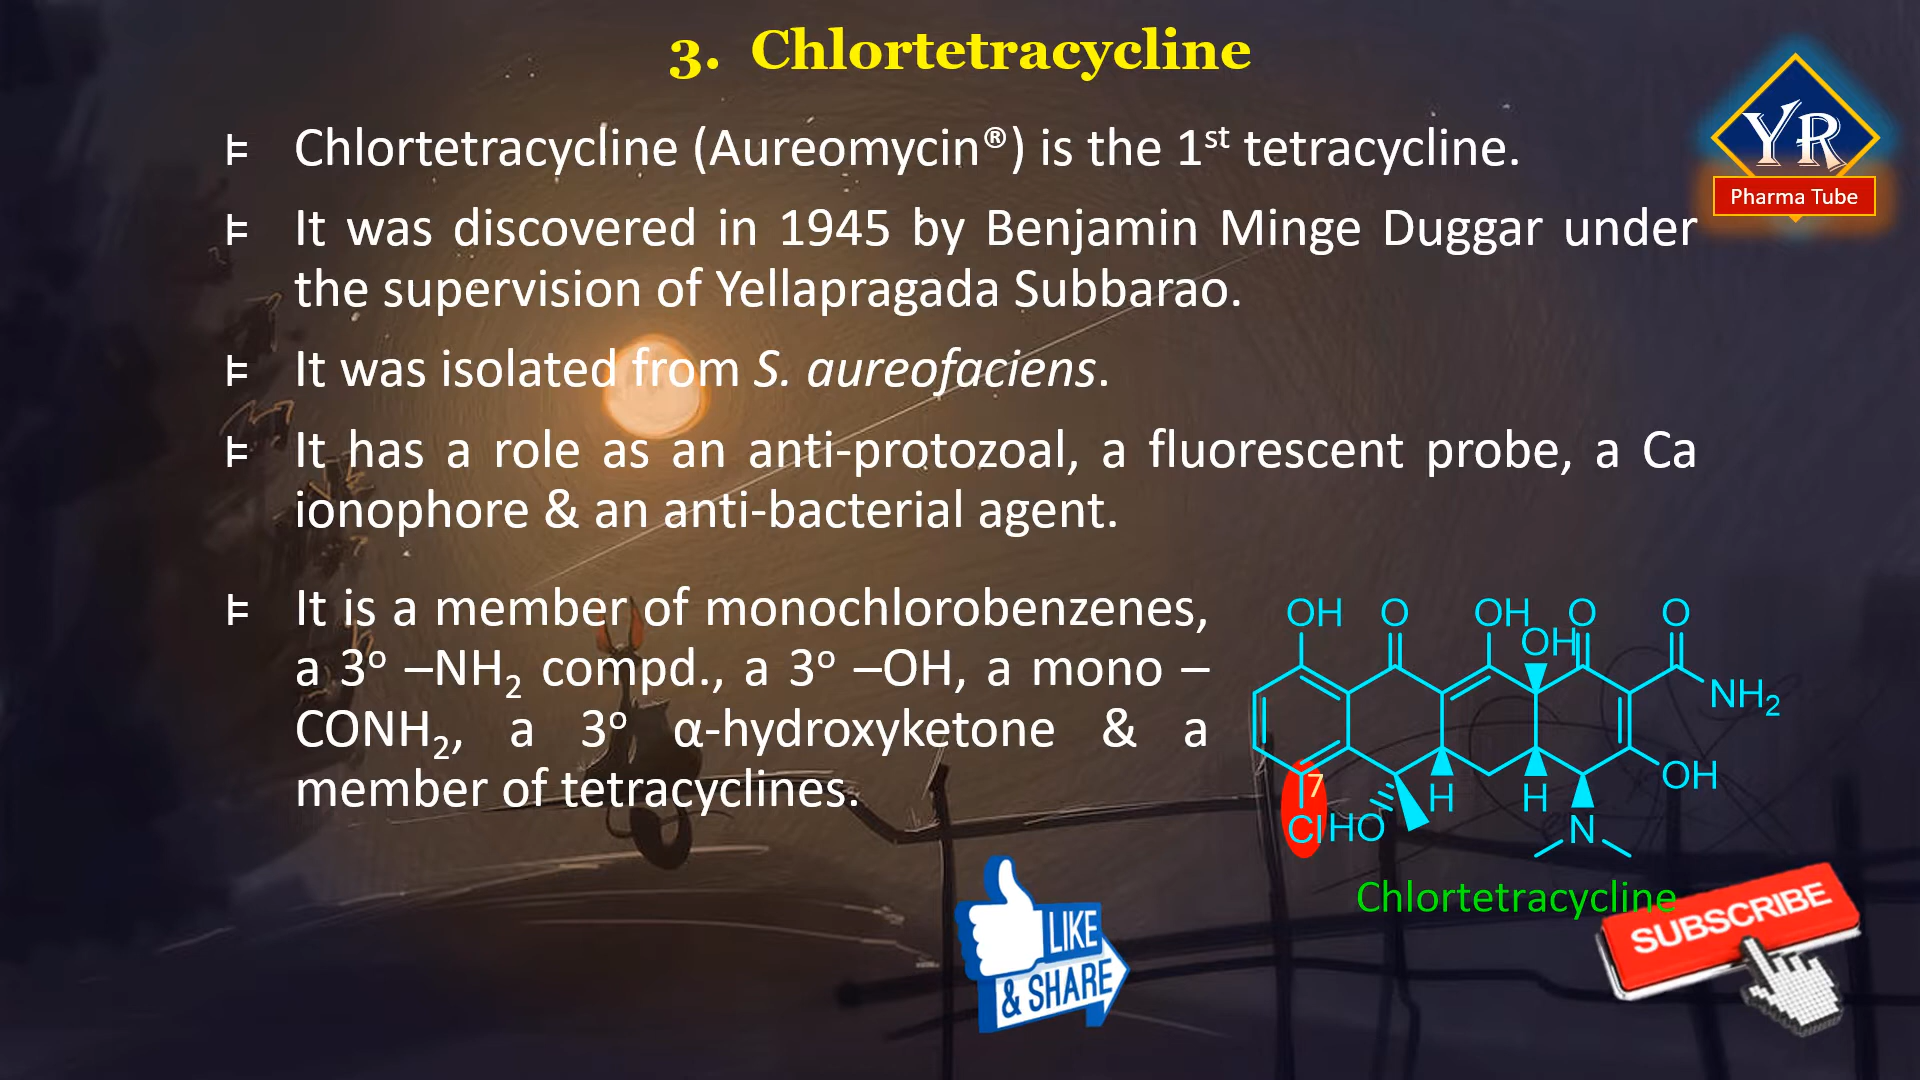 3. Chlortetracycline
YR
Pharma Tube
⊧ Chlortetracycline (Aureomycin®) is the 1st tetracycline.
⊧ It was discovered in 1945 by Benjamin Minge Duggar under
the supervision of Yellapragada Subbarao.
⊧ It was isolated from S. aureofaciens.
⊧ It has a role as an anti-protozoal, a fluorescent probe, a Ca
ionophore & an anti-bacterial agent.
⊧ It is a member of monochlorobenzenes,
a 3º –NH₂ compd., a 3º –OH, a mono –
CONH₂, a 3º α-hydroxyketone & a
member of tetracyclines.
OH O OH O O
OH
NH₂
OH
7
H H
Cl HO N
Chlortetracycline
LIKE
& SHARE
SUBSCRIBE